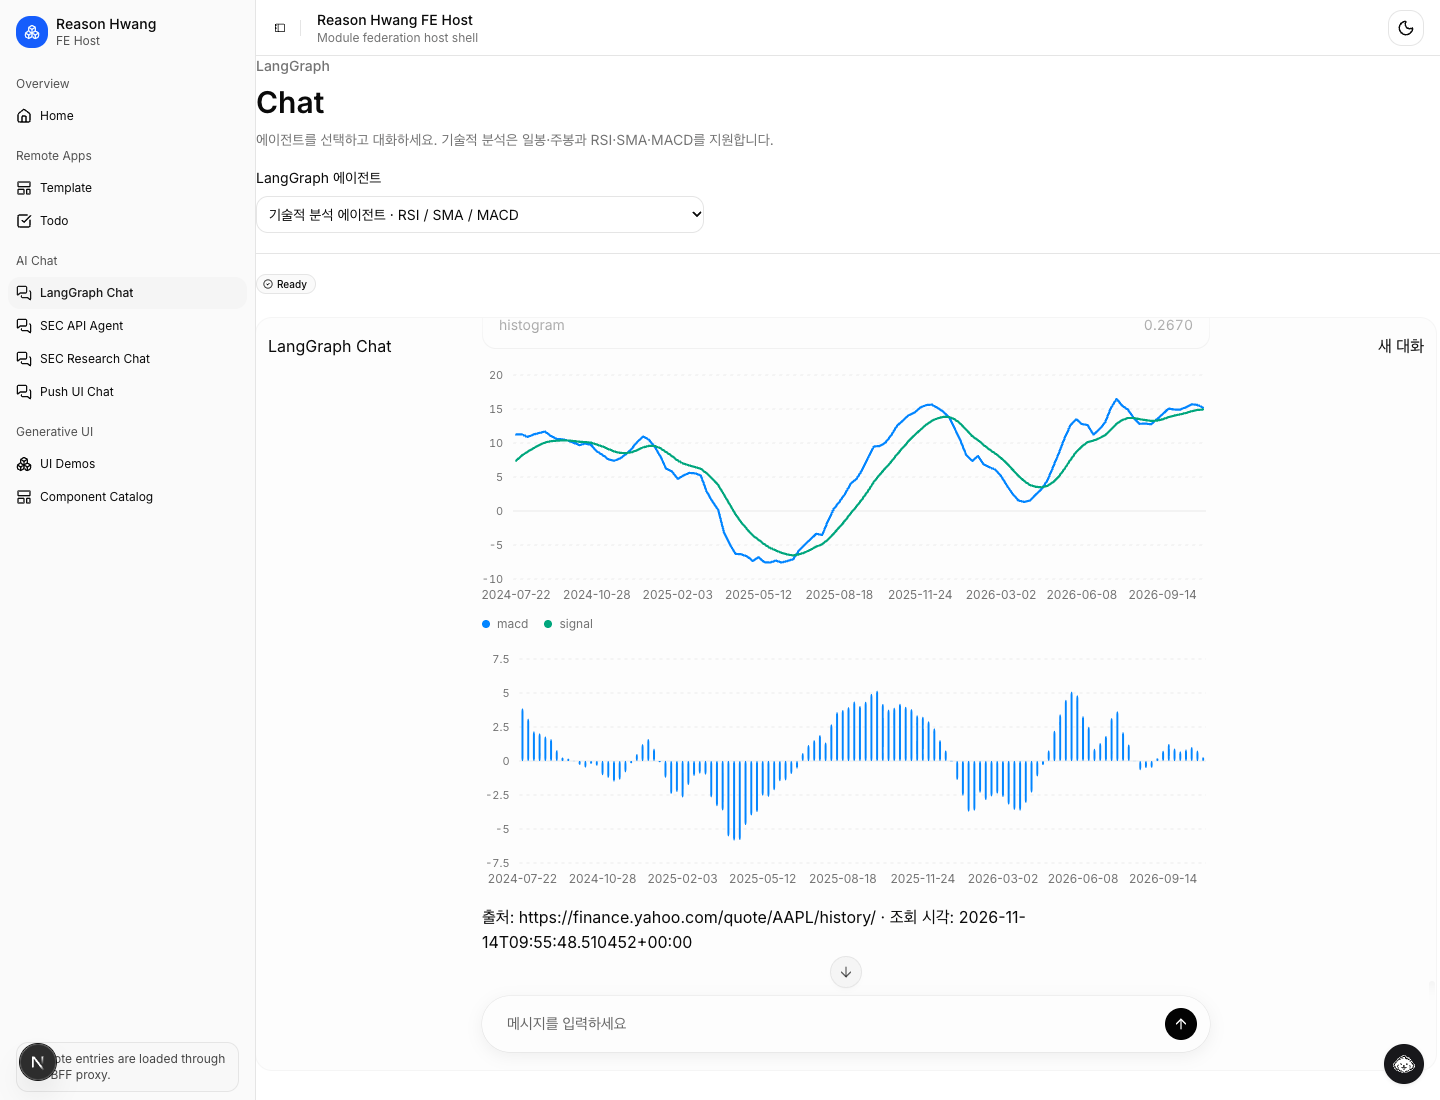 Reason Hwang
FE Host
Overview
Home
Remote Apps
Template
Todo
AI Chat
LangGraph Chat
SEC API Agent
SEC Research Chat
Push UI Chat
Generative UI
UI Demos
Component Catalog
ote entries are loaded through
BFF proxy.
N
Reason Hwang FE Host
Module federation host shell
LangGraph
Chat
에이전트를 선택하고 대화하세요. 기술적 분석은 일봉·주봉과 RSI·SMA·MACD를 지원합니다.
LangGraph 에이전트
기술적 분석 에이전트 · RSI / SMA / MACD
Ready
LangGraph Chat
새 대화
histogram 0.2670
20
15
10
5
0
-5
-10
2024-07-22 2024-10-28 2025-02-03 2025-05-12 2025-08-18 2025-11-24 2026-03-02 2026-06-08 2026-09-14
macd signal
7.5
5
2.5
0
-2.5
-5
-7.5
2024-07-22 2024-10-28 2025-02-03 2025-05-12 2025-08-18 2025-11-24 2026-03-02 2026-06-08 2026-09-14
출처: https://finance.yahoo.com/quote/AAPL/history/ · 조회 시각: 2026-11-
14T09:55:48.510452+00:00
메시지를 입력하세요